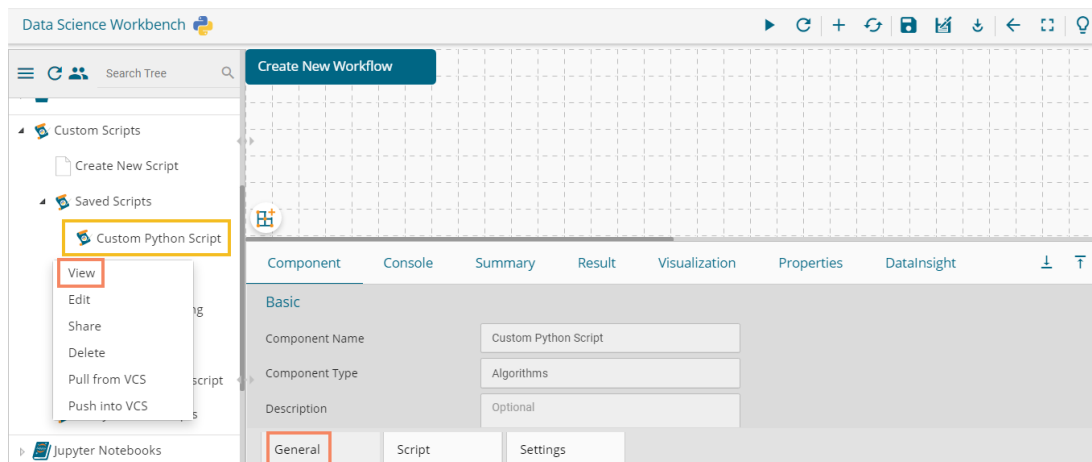 Data Science Workbench
Search Tree
Create New Workflow
Custom Scripts
Create New Script
Saved Scripts
Custom Python Script
View
Edit
ng
Share
Delete
Pull from VCS
script
Push into VCS
s
Jupyter Notebooks
Component Console Summary Result Visualization Properties DataInsight
Basic
Component Name Custom Python Script
Component Type Algorithms
Description Optional
General Script Settings